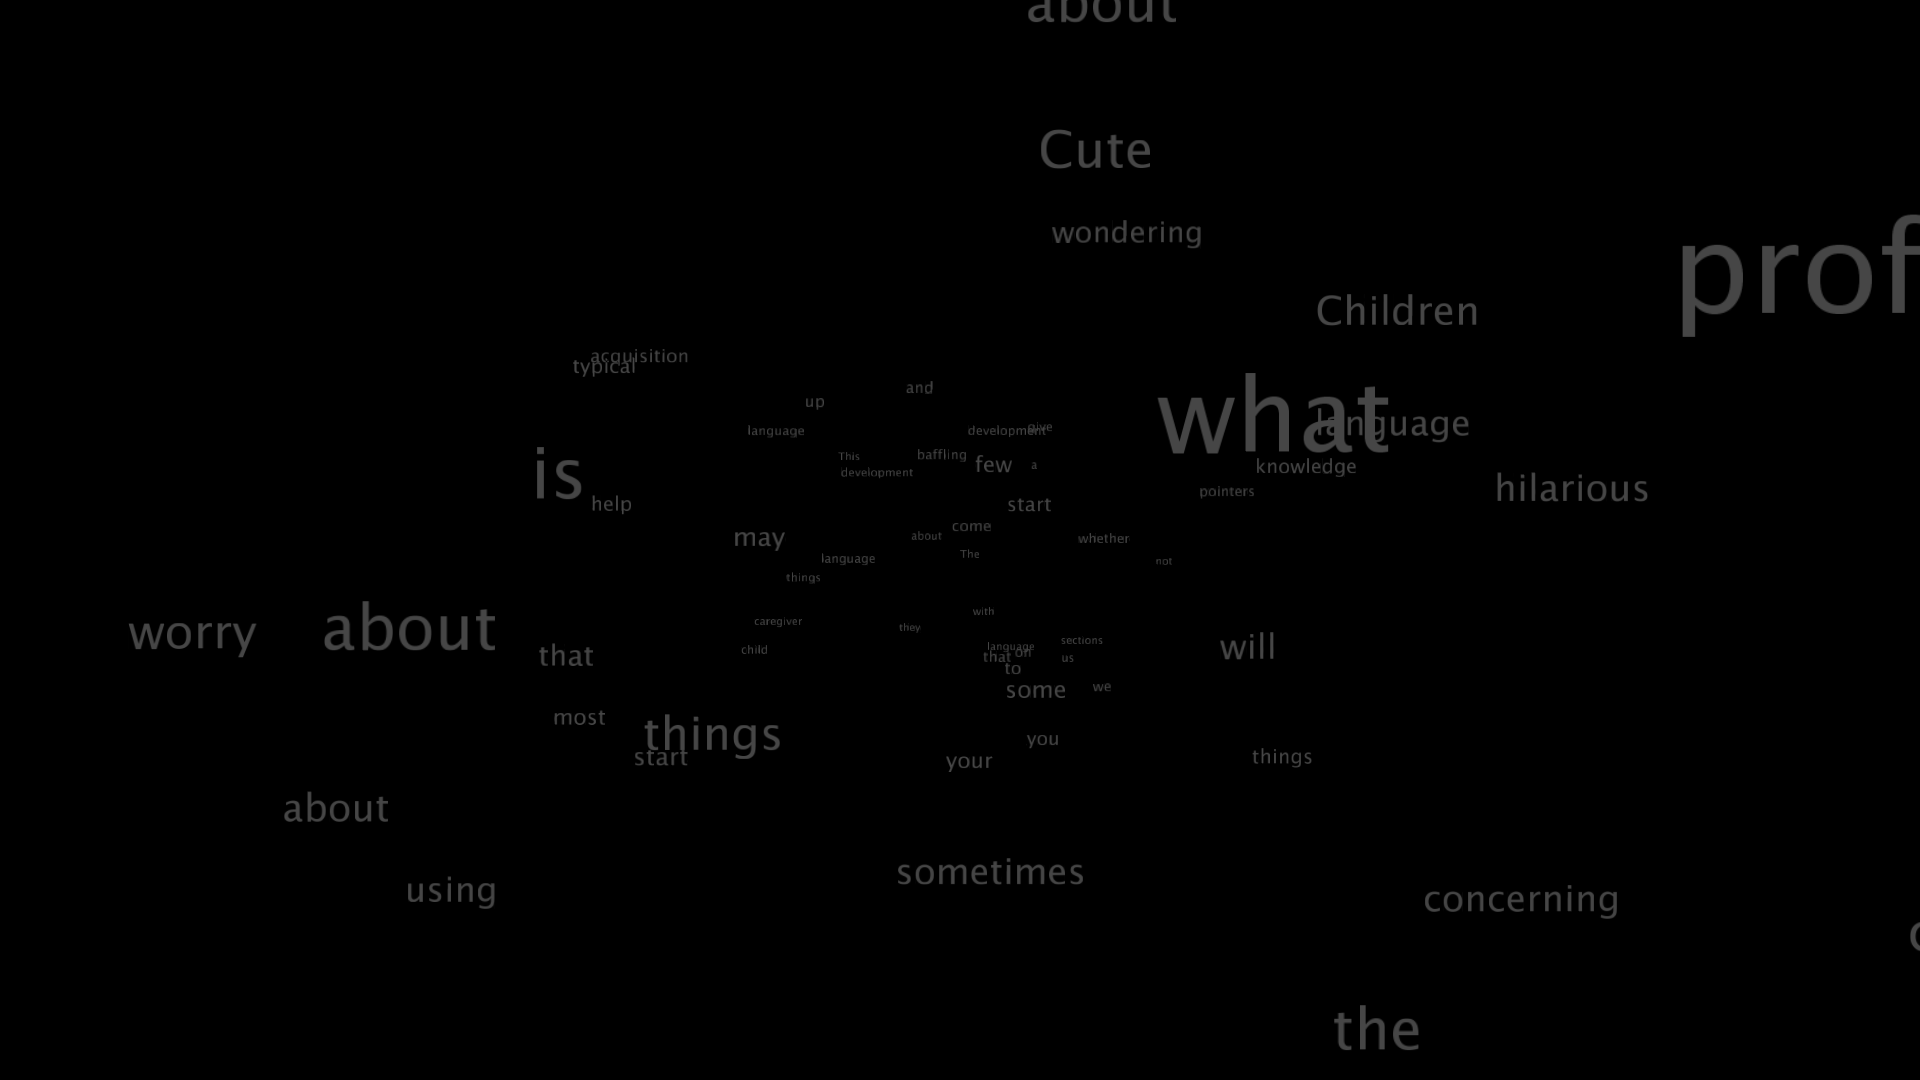 about
Cute
wondering
prof
Children
acquisition
typical
and
up
what
language
give
development
language
This
baffling
few
a
knowledge
is
development
hilarious
pointers
help
start
come
about
may
whether
The
language
not
things
with
caregiver
they
worry
about
sections
language
will
child
that
on
that
us
to
we
some
most
things
you
start
your
things
about
sometimes
using
concerning
the